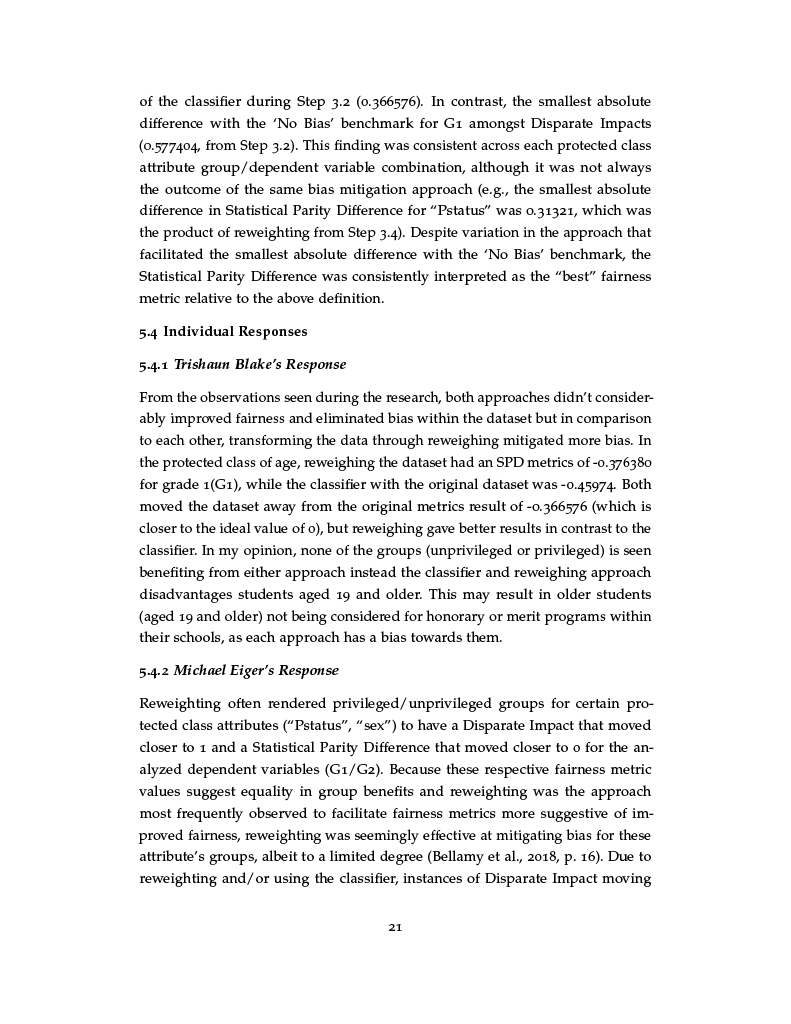 of the classifier during Step 3.2 (0.366576). In contrast, the smallest absolute
difference with the ‘No Bias’ benchmark for G1 amongst Disparate Impacts
(0.577404, from Step 3.2). This finding was consistent across each protected class
attribute group/dependent variable combination, although it was not always
the outcome of the same bias mitigation approach (e.g., the smallest absolute
difference in Statistical Parity Difference for “Pstatus” was 0.31321, which was
the product of reweighting from Step 3.4). Despite variation in the approach that
facilitated the smallest absolute difference with the ‘No Bias’ benchmark, the
Statistical Parity Difference was consistently interpreted as the “best” fairness
metric relative to the above definition.
5.4 Individual Responses
5.4.1 Trishaun Blake’s Response
From the observations seen during the research, both approaches didn’t consider-
ably improved fairness and eliminated bias within the dataset but in comparison
to each other, transforming the data through reweighing mitigated more bias. In
the protected class of age, reweighing the dataset had an SPD metrics of -0.376380
for grade 1(G1), while the classifier with the original dataset was -0.45974. Both
moved the dataset away from the original metrics result of -0.366576 (which is
closer to the ideal value of 0), but reweighing gave better results in contrast to the
classifier. In my opinion, none of the groups (unprivileged or privileged) is seen
benefiting from either approach instead the classifier and reweighing approach
disadvantages students aged 19 and older. This may result in older students
(aged 19 and older) not being considered for honorary or merit programs within
their schools, as each approach has a bias towards them.
5.4.2 Michael Eiger’s Response
Reweighting often rendered privileged/unprivileged groups for certain pro-
tected class attributes (“Pstatus”, “sex”) to have a Disparate Impact that moved
closer to 1 and a Statistical Parity Difference that moved closer to 0 for the an-
alyzed dependent variables (G1/G2). Because these respective fairness metric
values suggest equality in group benefits and reweighting was the approach
most frequently observed to facilitate fairness metrics more suggestive of im-
proved fairness, reweighting was seemingly effective at mitigating bias for these
attribute’s groups, albeit to a limited degree (Bellamy et al., 2018, p. 16). Due to
reweighting and/or using the classifier, instances of Disparate Impact moving
21